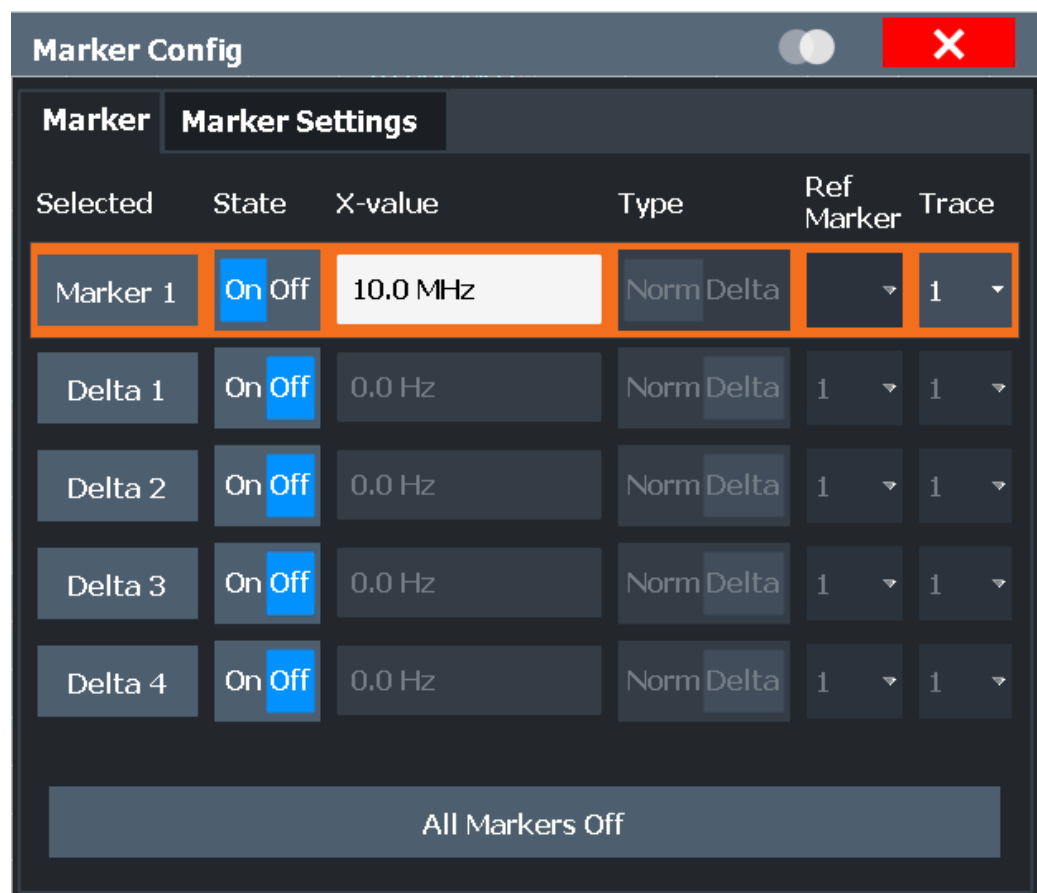 Marker Config
Marker Marker Settings
Selected State X-value Type Ref Marker Trace
Marker 1 On Off 10.0 MHz Norm Delta 1
Delta 1 On Off 0.0 Hz Norm Delta 1 1
Delta 2 On Off 0.0 Hz Norm Delta 1 1
Delta 3 On Off 0.0 Hz Norm Delta 1 1
Delta 4 On Off 0.0 Hz Norm Delta 1 1
All Markers Off